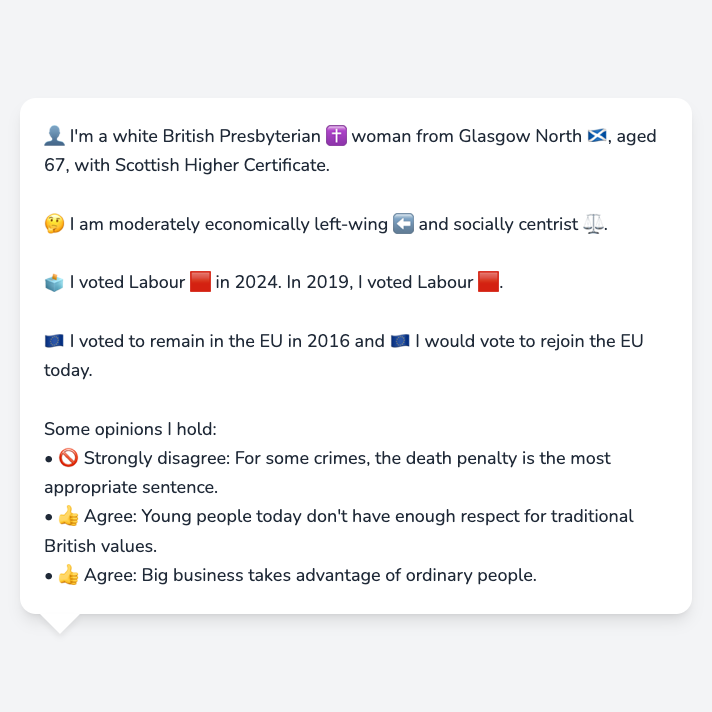 👤 I'm a white British Presbyterian ✝️ woman from Glasgow North 🏴󠁧󠁢󠁳󠁣󠁴󠁿, aged
67, with Scottish Higher Certificate.
🤔 I am moderately economically left-wing ⬅️ and socially centrist ⚖️.
🗳️ I voted Labour 🟥 in 2024. In 2019, I voted Labour 🟥.
🇪🇺 I voted to remain in the EU in 2016 and 🇪🇺 I would vote to rejoin the EU
today.
Some opinions I hold:
• 🚫 Strongly disagree: For some crimes, the death penalty is the most
appropriate sentence.
• 👍 Agree: Young people today don't have enough respect for traditional
British values.
• 👍 Agree: Big business takes advantage of ordinary people.